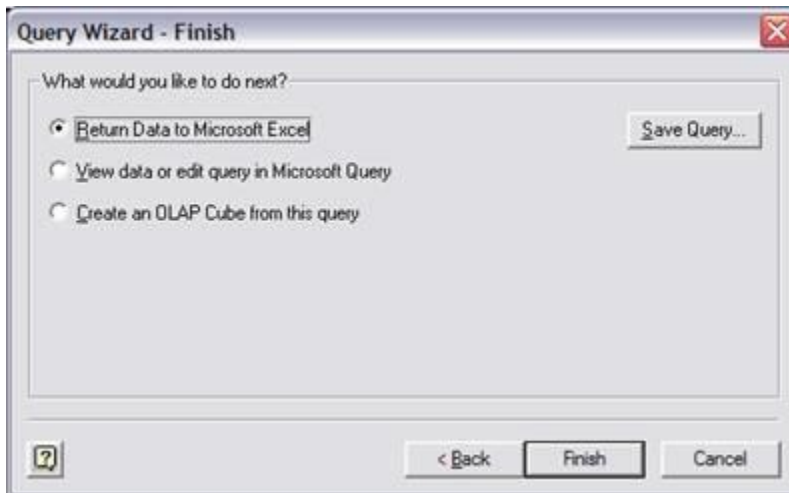 Query Wizard - Finish
What would you like to do next?
Return Data to Microsoft Excel
Save Query...
View data or edit query in Microsoft Query
Create an OLAP Cube from this query
?
< Back
Finish
Cancel